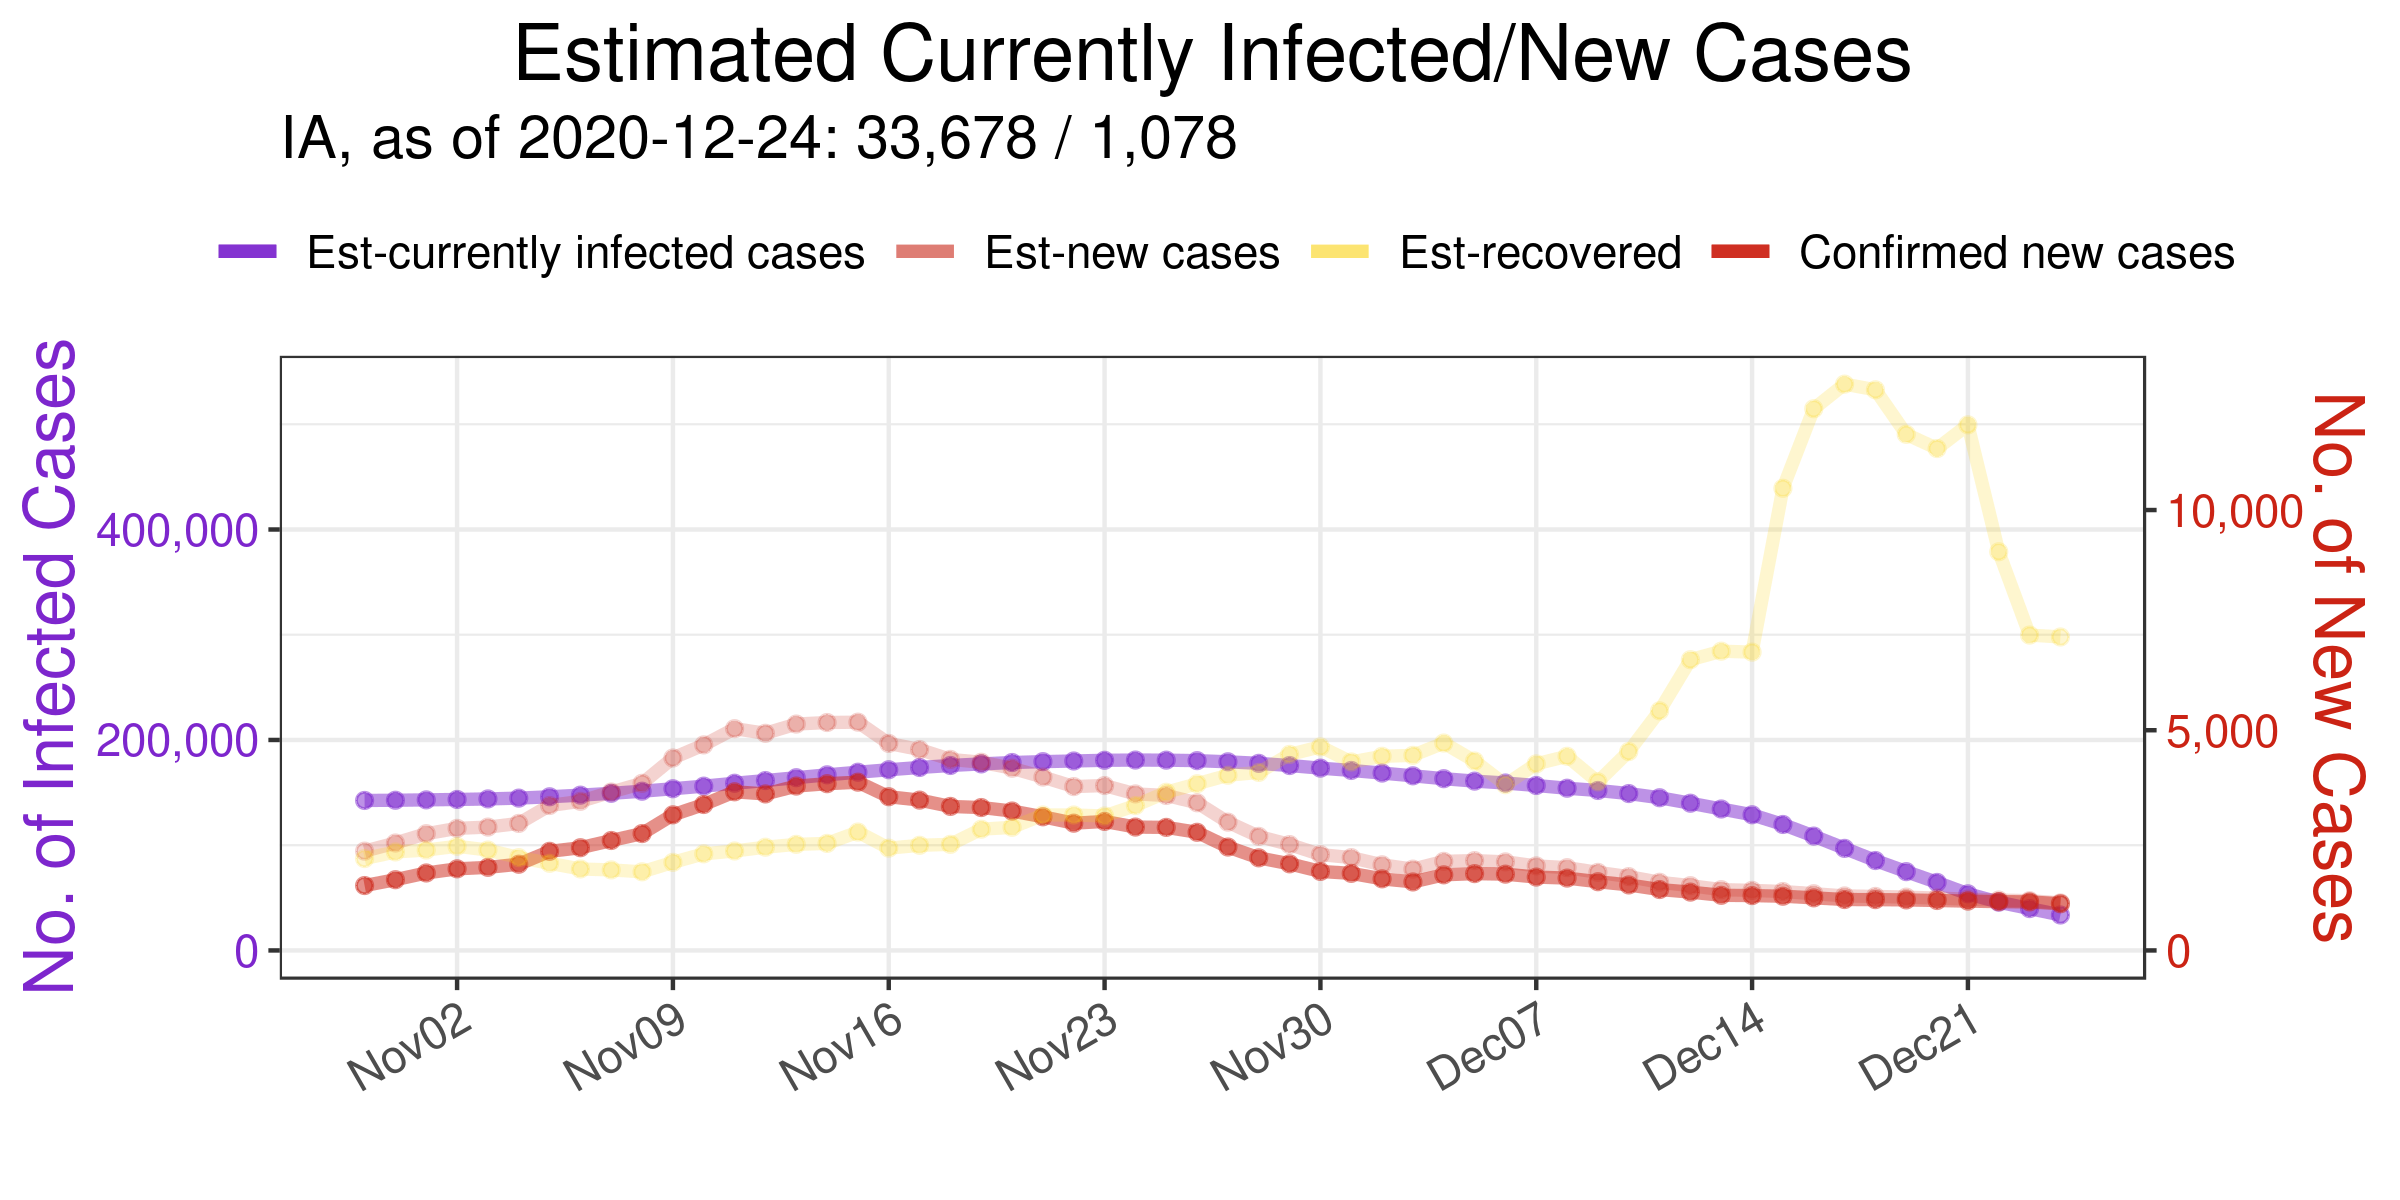 Estimated Currently Infected/New Cases
IA, as of 2020-12-24: 33,678 / 1,078
Est-currently infected cases Est-new cases Est-recovered Confirmed new cases
No. of Infected Cases
400,000
200,000
0
10,000
5,000
0
No. of New Cases
Nov02 Nov09 Nov16 Nov23 Nov30 Dec07 Dec14 Dec21